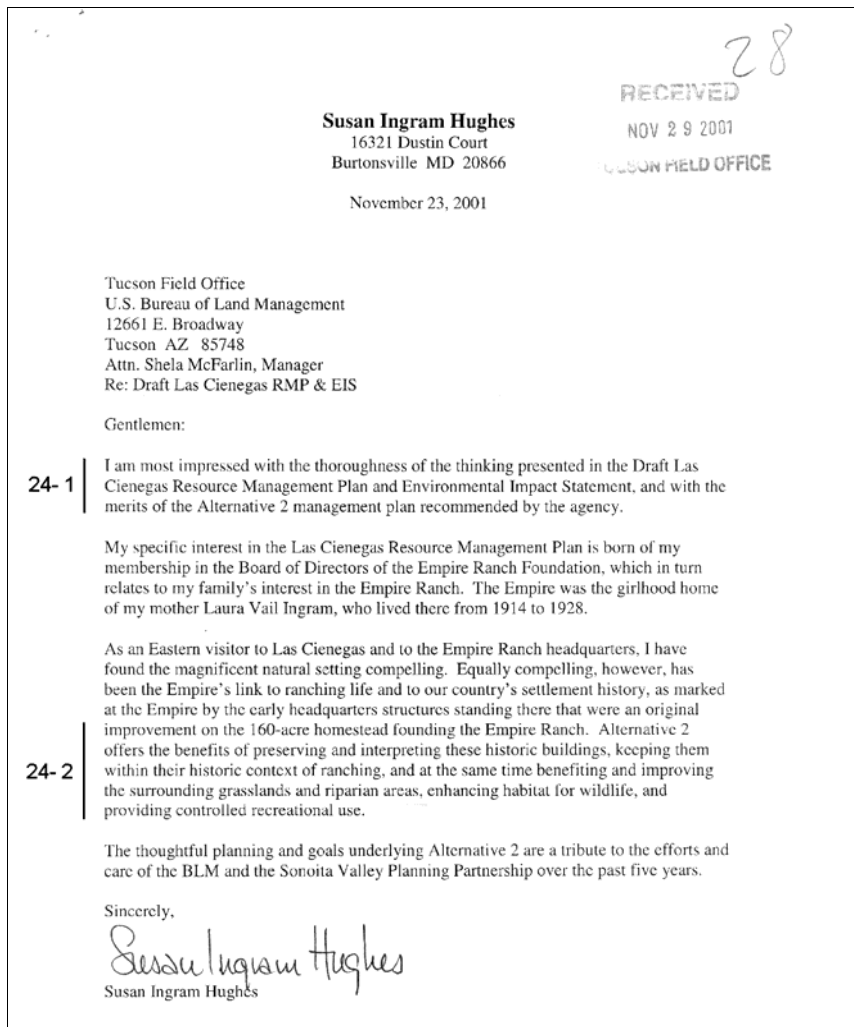 28
RECEIVED
NOV 29 2001
FIELD OFFICE
Susan Ingram Hughes
16321 Dustin Court
Burtonsville MD 20866
November 23, 2001
Tucson Field Office
U.S. Bureau of Land Management
12661 E. Broadway
Tucson AZ 85748
Attn. Shela McFarlin, Manager
Re: Draft Las Cienegas RMP & EIS
Gentlemen:
24-1
I am most impressed with the thoroughness of the thinking presented in the Draft Las
Cienegas Resource Management Plan and Environmental Impact Statement, and with the
merits of the Alternative 2 management plan recommended by the agency.
My specific interest in the Las Cienegas Resource Management Plan is born of my
membership in the Board of Directors of the Empire Ranch Foundation, which in turn
relates to my family's interest in the Empire Ranch. The Empire was the girlhood home
of my mother Laura Vail Ingram, who lived there from 1914 to 1928.
As an Eastern visitor to Las Cienegas and to the Empire Ranch headquarters, I have
found the magnificent natural setting compelling. Equally compelling, however, has
been the Empire's link to ranching life and to our country's settlement history, as marked
at the Empire by the early headquarters structures standing there that were an original
improvement on the 160-acre homestead founding the Empire Ranch. Alternative 2
offers the benefits of preserving and interpreting these historic buildings, keeping them
24-2
within their historic context of ranching, and at the same time benefiting and improving
the surrounding grasslands and riparian areas, enhancing habitat for wildlife, and
providing controlled recreational use.
The thoughtful planning and goals underlying Alternative 2 are a tribute to the efforts and
care of the BLM and the Sonoita Valley Planning Partnership over the past five years.
Sincerely,
Susan Ingram Hughes
Susan Ingram Hughes